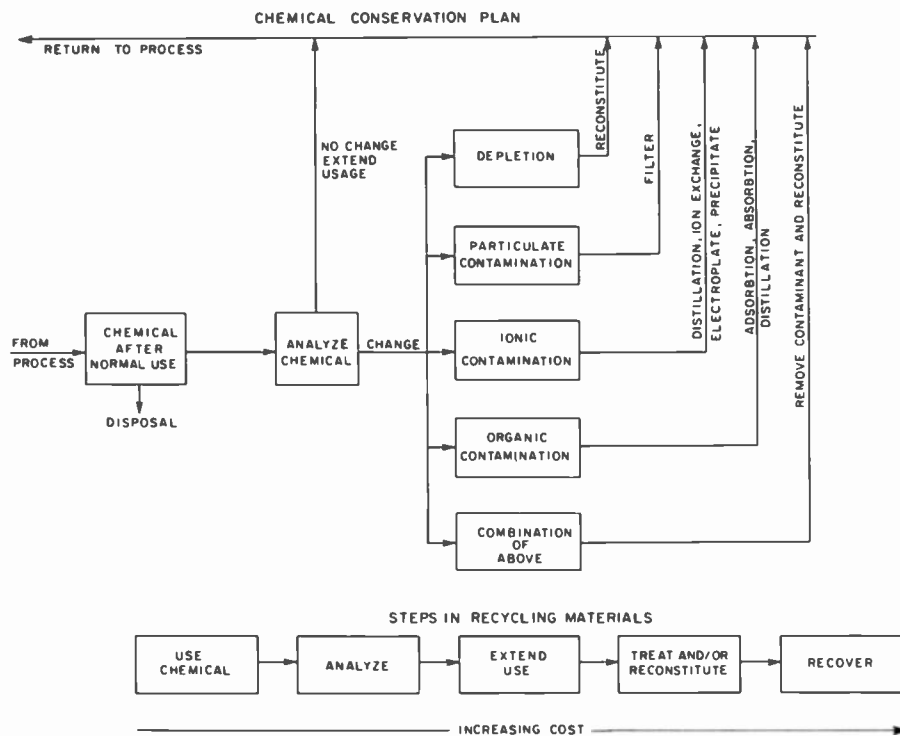 CHEMICAL CONSERVATION PLAN
RETURN TO PROCESS
NO CHANGE
EXTEND
USAGE
RECONSTITUTE
FILTER
DISTILLATION, ION EXCHANGE,
ELECTROPLATE, PRECIPITATE
ADSORBTION, ABSORBTION,
DISTILLATION
REMOVE CONTAMINANT AND RECONSTITUTE
DEPLETION
PARTICULATE
CONTAMINATION
FROM
PROCESS
CHEMICAL
AFTER
NORMAL USE
DISPOSAL
ANALYZE
CHEMICAL
CHANGE
IONIC
CONTAMINATION
ORGANIC
CONTAMINATION
COMBINATION
OF
ABOVE
STEPS IN RECYCLING MATERIALS
USE
CHEMICAL
ANALYZE
EXTEND
USE
TREAT AND/OR
RECONSTITUTE
RECOVER
INCREASING COST